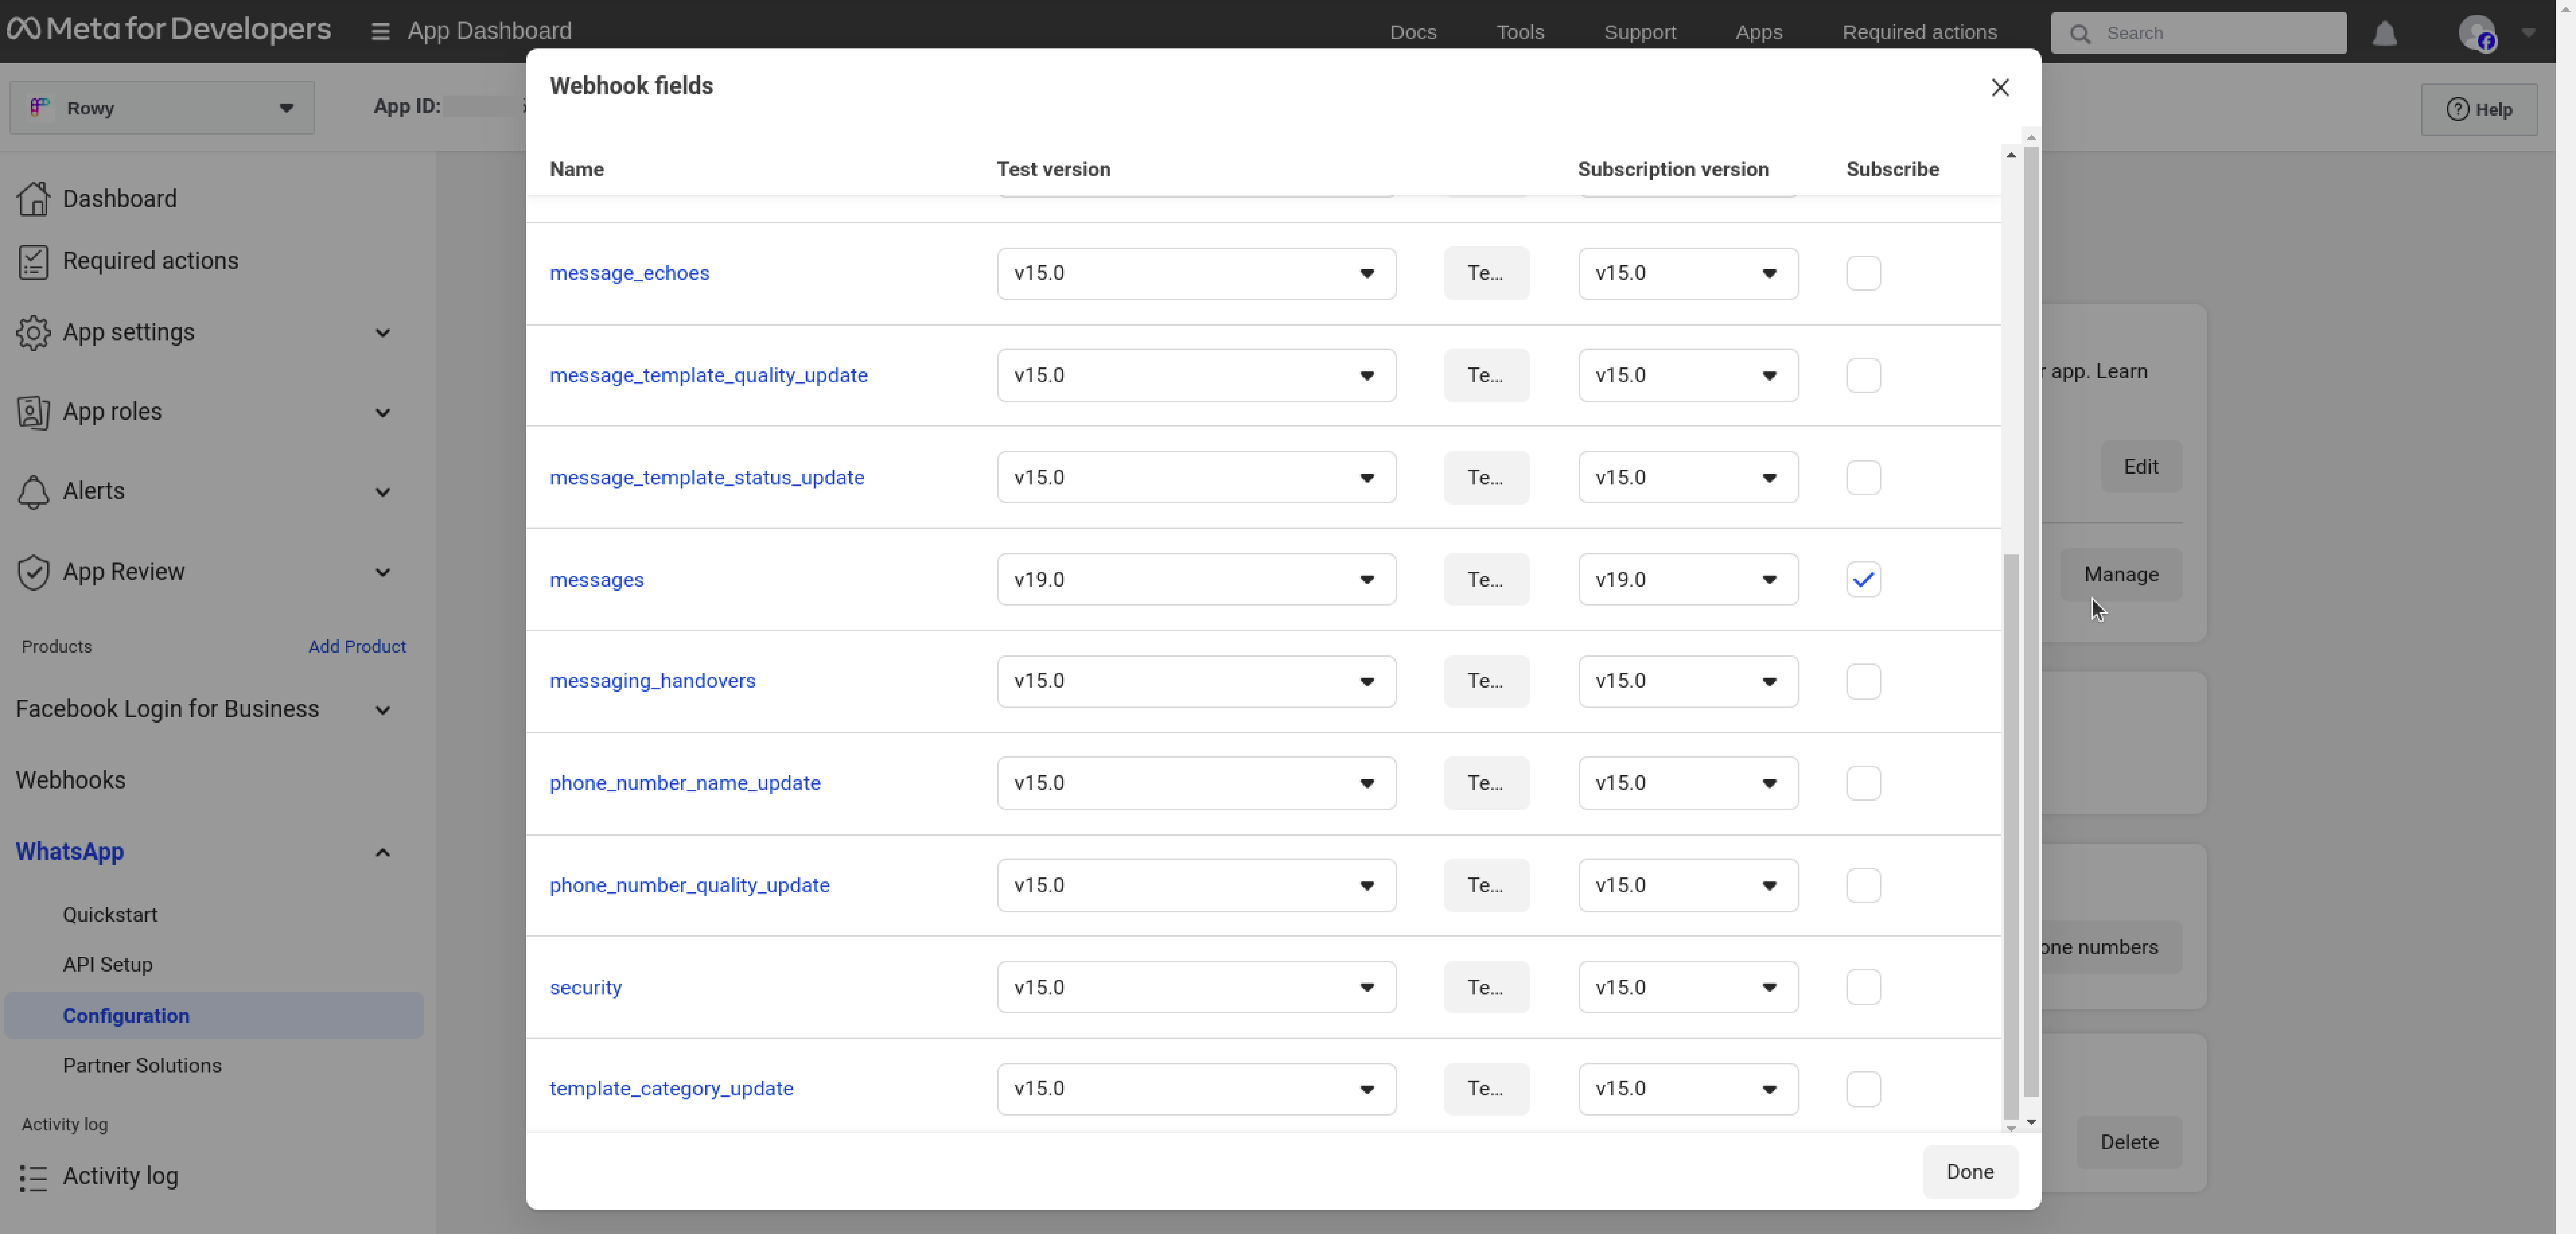 Meta for Developers
App Dashboard
Docs
Tools
Support
Apps
Required actions
Search
Rowy
App ID:
Help
Dashboard
Required actions
App settings
App roles
Alerts
App Review
Products
Add Product
Facebook Login for Business
Webhooks
WhatsApp
Quickstart
API Setup
Configuration
Partner Solutions
Activity log
Activity log
Webhook fields
Name Test version Subscription version Subscribe
message_echoes v15.0 Te... v15.0
message_template_quality_update v15.0 Te... v15.0
message_template_status_update v15.0 Te... v15.0
messages v19.0 Te... v19.0
messaging_handovers v15.0 Te... v15.0
phone_number_name_update v15.0 Te... v15.0
phone_number_quality_update v15.0 Te... v15.0
security v15.0 Te... v15.0
template_category_update v15.0 Te... v15.0
Done
app. Learn
Edit
Manage
one numbers
Delete